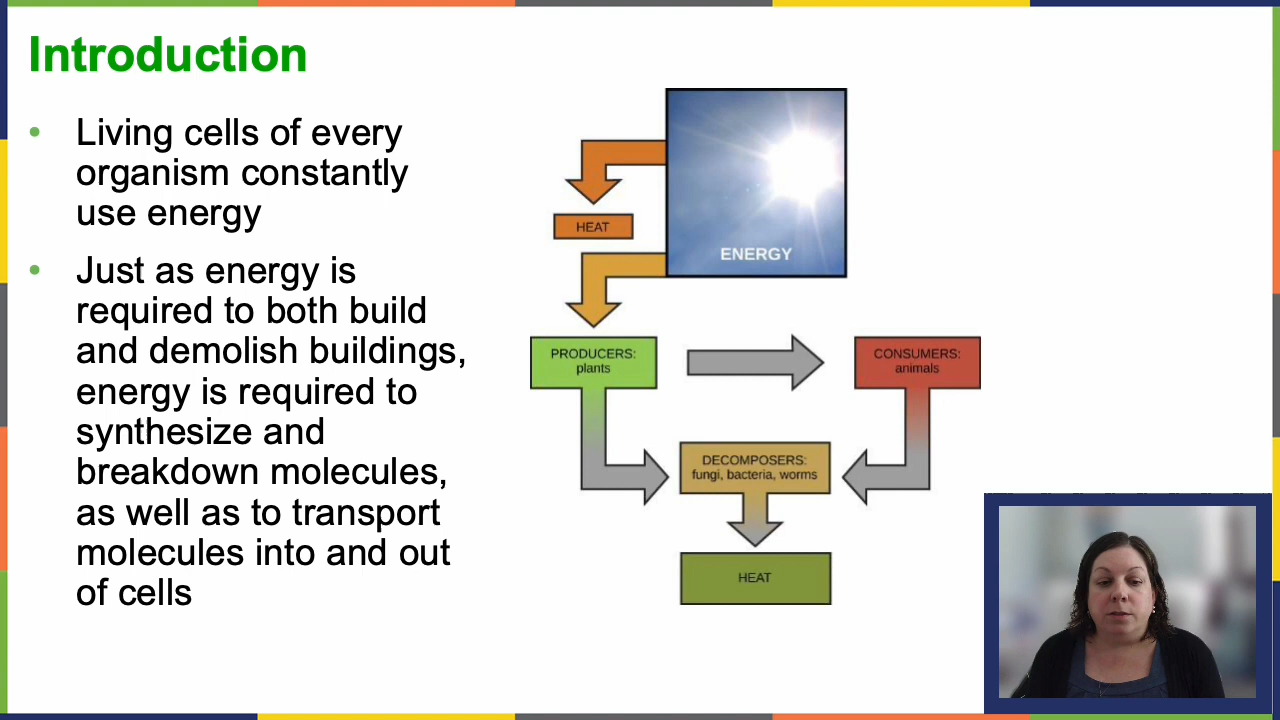 Introduction
• Living cells of every
organism constantly
use energy
• Just as energy is
required to both build
and demolish buildings,
energy is required to
synthesize and
breakdown molecules,
as well as to transport
molecules into and out
of cells
HEAT
ENERGY
PRODUCERS:
plants
CONSUMERS:
animals
DECOMPOSERS:
fungi, bacteria, worms
HEAT